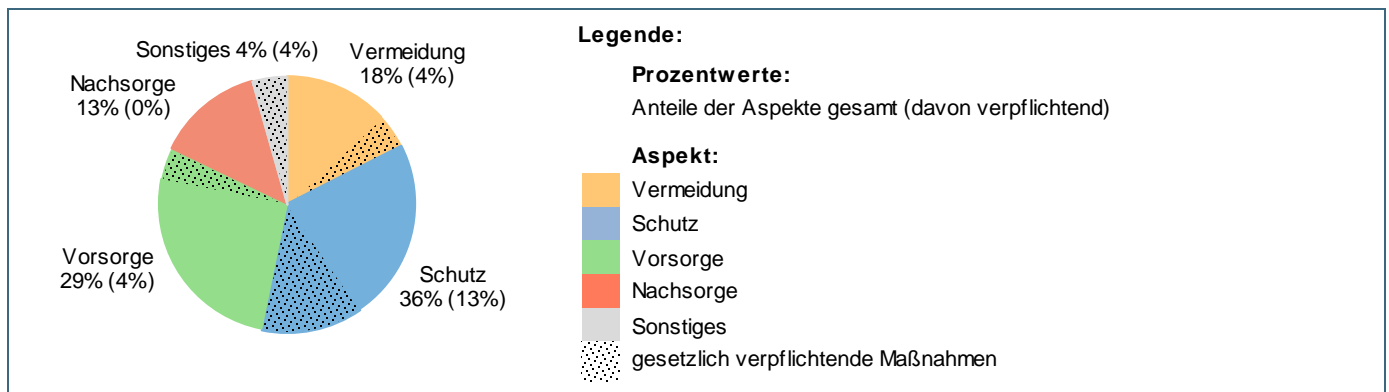 Sonstiges 4% (4%)
Vermeidung
18% (4%)
Nachsorge
13% (0%)
Vorsorge
29% (4%)
Schutz
36% (13%)
Legende:
Prozentwerte:
Anteile der Aspekte gesamt (davon verpflichtend)
Aspekt:
Vermeidung
Schutz
Vorsorge
Nachsorge
Sonstiges
gesetzlich verpflichtende Maßnahmen